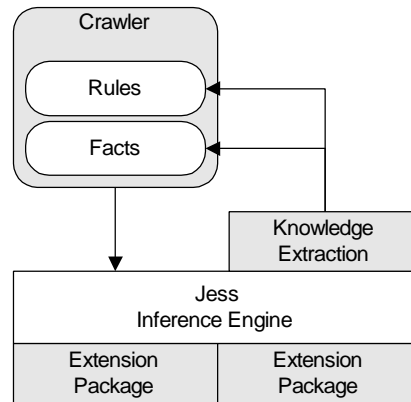 Crawler
Rules
Facts
Knowledge
Extraction
Jess
Inference Engine
Extension
Package
Extension
Package